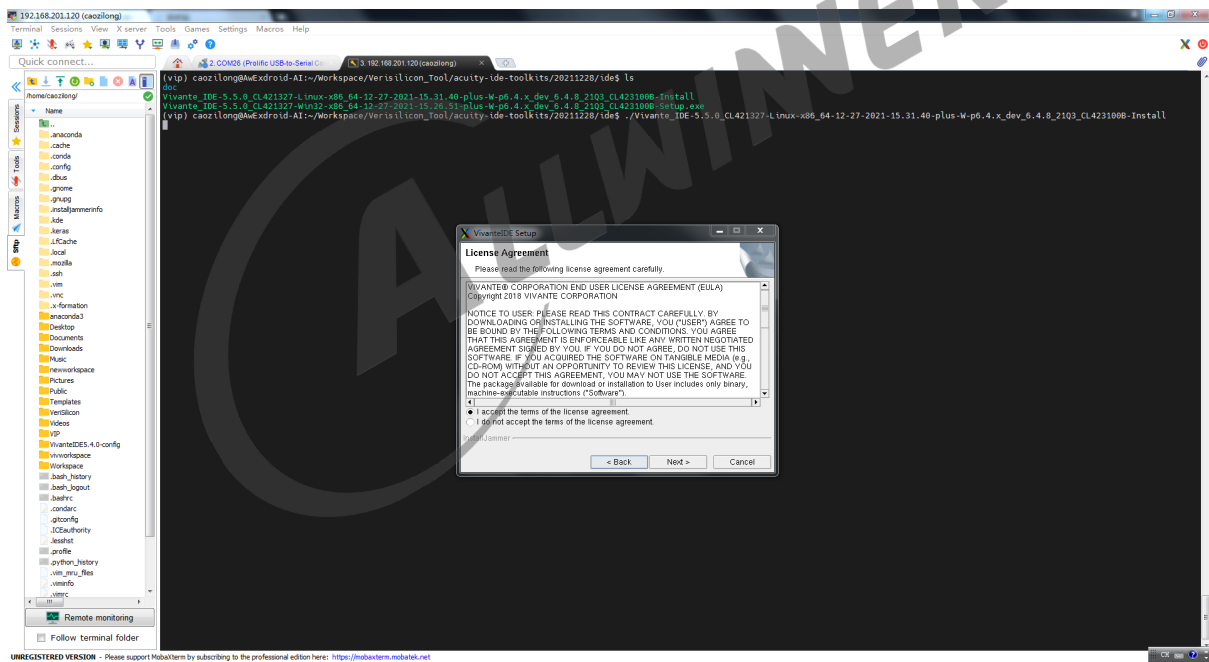 192.168.201.120 (caozilong)
Terminal Sessions View X server Tools Games Settings Macros Help
Quick connect...
2. COM26 (Prolific USB-to-Serial Co
3. 192.168.201.120 (caozilong)
/home/caozilong/
Name
..
.anaconda
.cache
.conda
.config
.dbus
.gnome
.gnupg
.installjammerinfo
.kde
.keras
.LfCache
.local
.mozilla
.ssh
.vim
.vnc
.x-formation
anaconda3
Desktop
Documents
Downloads
Music
newworkspace
Pictures
Public
Templates
VeriSilicon
Videos
VIP
VivanteIDE5.4.0-config
vivworkspace
Workspace
.bash_history
.bash_logout
.bashrc
.condarc
.gitconfig
.ICEauthority
.lesshst
.profile
.python_history
.vim_mru_files
.viminfo
.vimrc
Sessions
Tools
Macros
Sftp
Remote monitoring
Follow terminal folder
(vip) caozilong@AwExdroid-AI:~/Workspace/Verisilicon_Tool/acuity-ide-toolkits/20211228/ide$ ls
doc
Vivante_IDE-5.5.0_CL421327-Linux-x86_64-12-27-2021-15.31.40-plus-W-p6.4.x_dev_6.4.8_21Q3_CL423100B-Install
Vivante_IDE-5.5.0_CL421327-Win32-x86_64-12-27-2021-15.26.51-plus-W-p6.4.x_dev_6.4.8_21Q3_CL423100B-Setup.exe
(vip) caozilong@AwExdroid-AI:~/Workspace/Verisilicon_Tool/acuity-ide-toolkits/20211228/ide$ ./Vivante_IDE-5.5.0_CL421327-Linux-x86_64-12-27-2021-15.31.40-plus-W-p6.4.x_dev_6.4.8_21Q3_CL423100B-Install
VivanteIDE Setup
License Agreement
Please read the following license agreement carefully.
VIVANTE® CORPORATION END USER LICENSE AGREEMENT (EULA)
Copyright 2018 VIVANTE CORPORATION
NOTICE TO USER: PLEASE READ THIS CONTRACT CAREFULLY. BY
DOWNLOADING OR INSTALLING THE SOFTWARE, YOU ("USER") AGREE TO
BE BOUND BY THE FOLLOWING TERMS AND CONDITIONS. YOU AGREE
THAT THIS AGREEMENT IS ENFORCEABLE LIKE ANY WRITTEN NEGOTIATED
AGREEMENT SIGNED BY YOU. IF YOU DO NOT AGREE, DO NOT USE THIS
SOFTWARE. IF YOU ACQUIRED THE SOFTWARE ON TANGIBLE MEDIA (e.g.,
CD-ROM) WITHOUT AN OPPORTUNITY TO REVIEW THIS LICENSE, AND YOU
DO NOT ACCEPT THIS AGREEMENT, YOU MAY NOT USE THE SOFTWARE.
The package available for download or installation to User includes only binary,
machine-executable instructions ("Software").
I accept the terms of the license agreement.
I do not accept the terms of the license agreement.
InstallJammer
< Back
Next >
Cancel
ALLWINNER
UNREGISTERED VERSION - Please support MobaXterm by subscribing to the professional edition here: https://mobaxterm.mobatek.net
CK